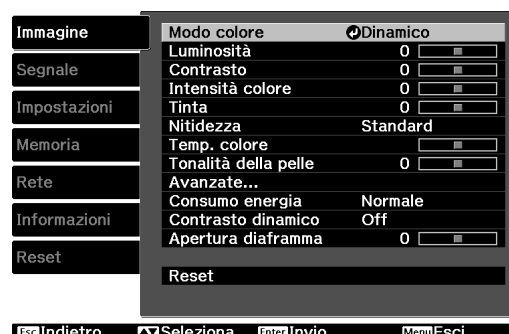 Immagine
Segnale
Impostazioni
Memoria
Rete
Informazioni
Reset
Modo colore Dinamico
Luminosità 0
Contrasto 0
Intensità colore 0
Tinta 0
Nitidezza Standard
Temp. colore
Tonalità della pelle 0
Avanzate...
Consumo energia Normale
Contrasto dinamico Off
Apertura diaframma 0
Reset
Esc Indietro Seleziona Enter Invio Menu Esci